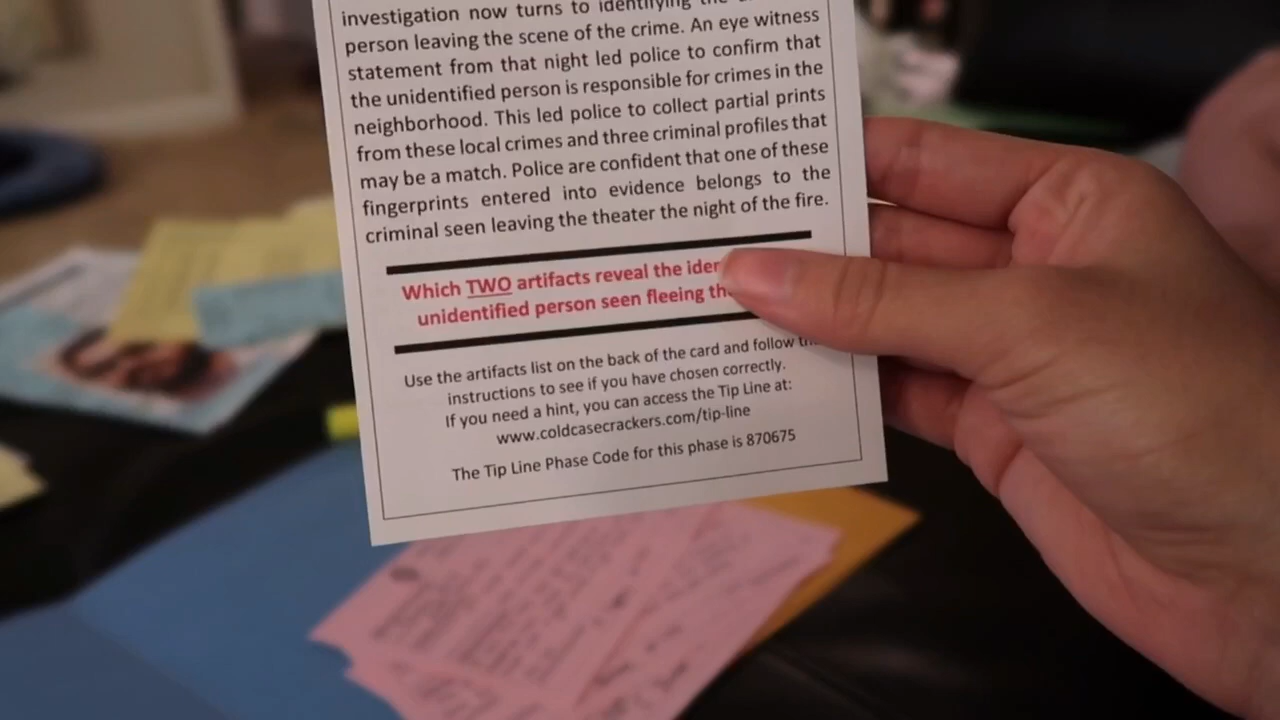 investigation now turns to identifying the
person leaving the scene of the crime. An eye witness
statement from that night led police to confirm that
the unidentified person is responsible for crimes in the
neighborhood. This led police to collect partial prints
from these local crimes and three criminal profiles that
may be a match. Police are confident that one of these
fingerprints entered into evidence belongs to the
criminal seen leaving the theater the night of the fire.
Which TWO artifacts reveal the
unidentified person seen fleeing
Use the artifacts list on the back of the card and follow
instructions to see if you have chosen correctly.
If you need a hint, you can access the Tip Line at:
www.coldcasecrackers.com/tip-line
The Tip Line Phase Code for this phase is 870675